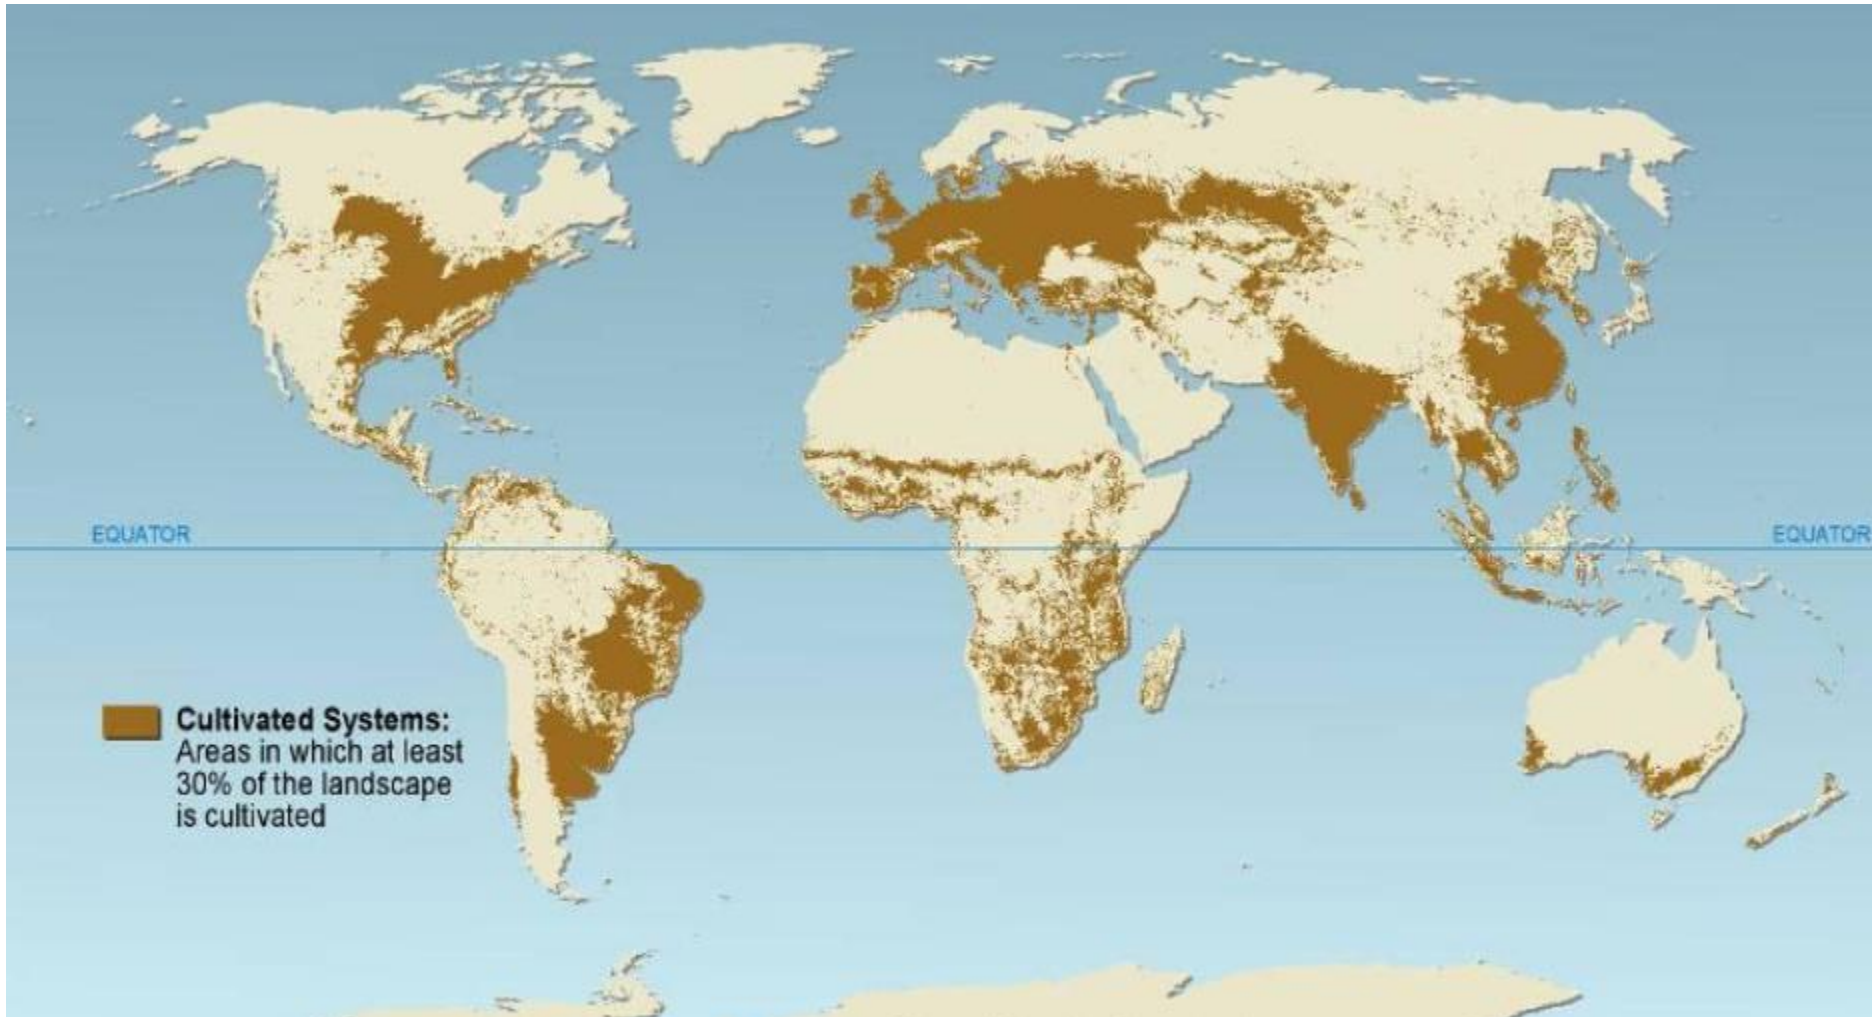 EQUATOR
EQUATOR
Cultivated Systems:
Areas in which at least
30% of the landscape
is cultivated